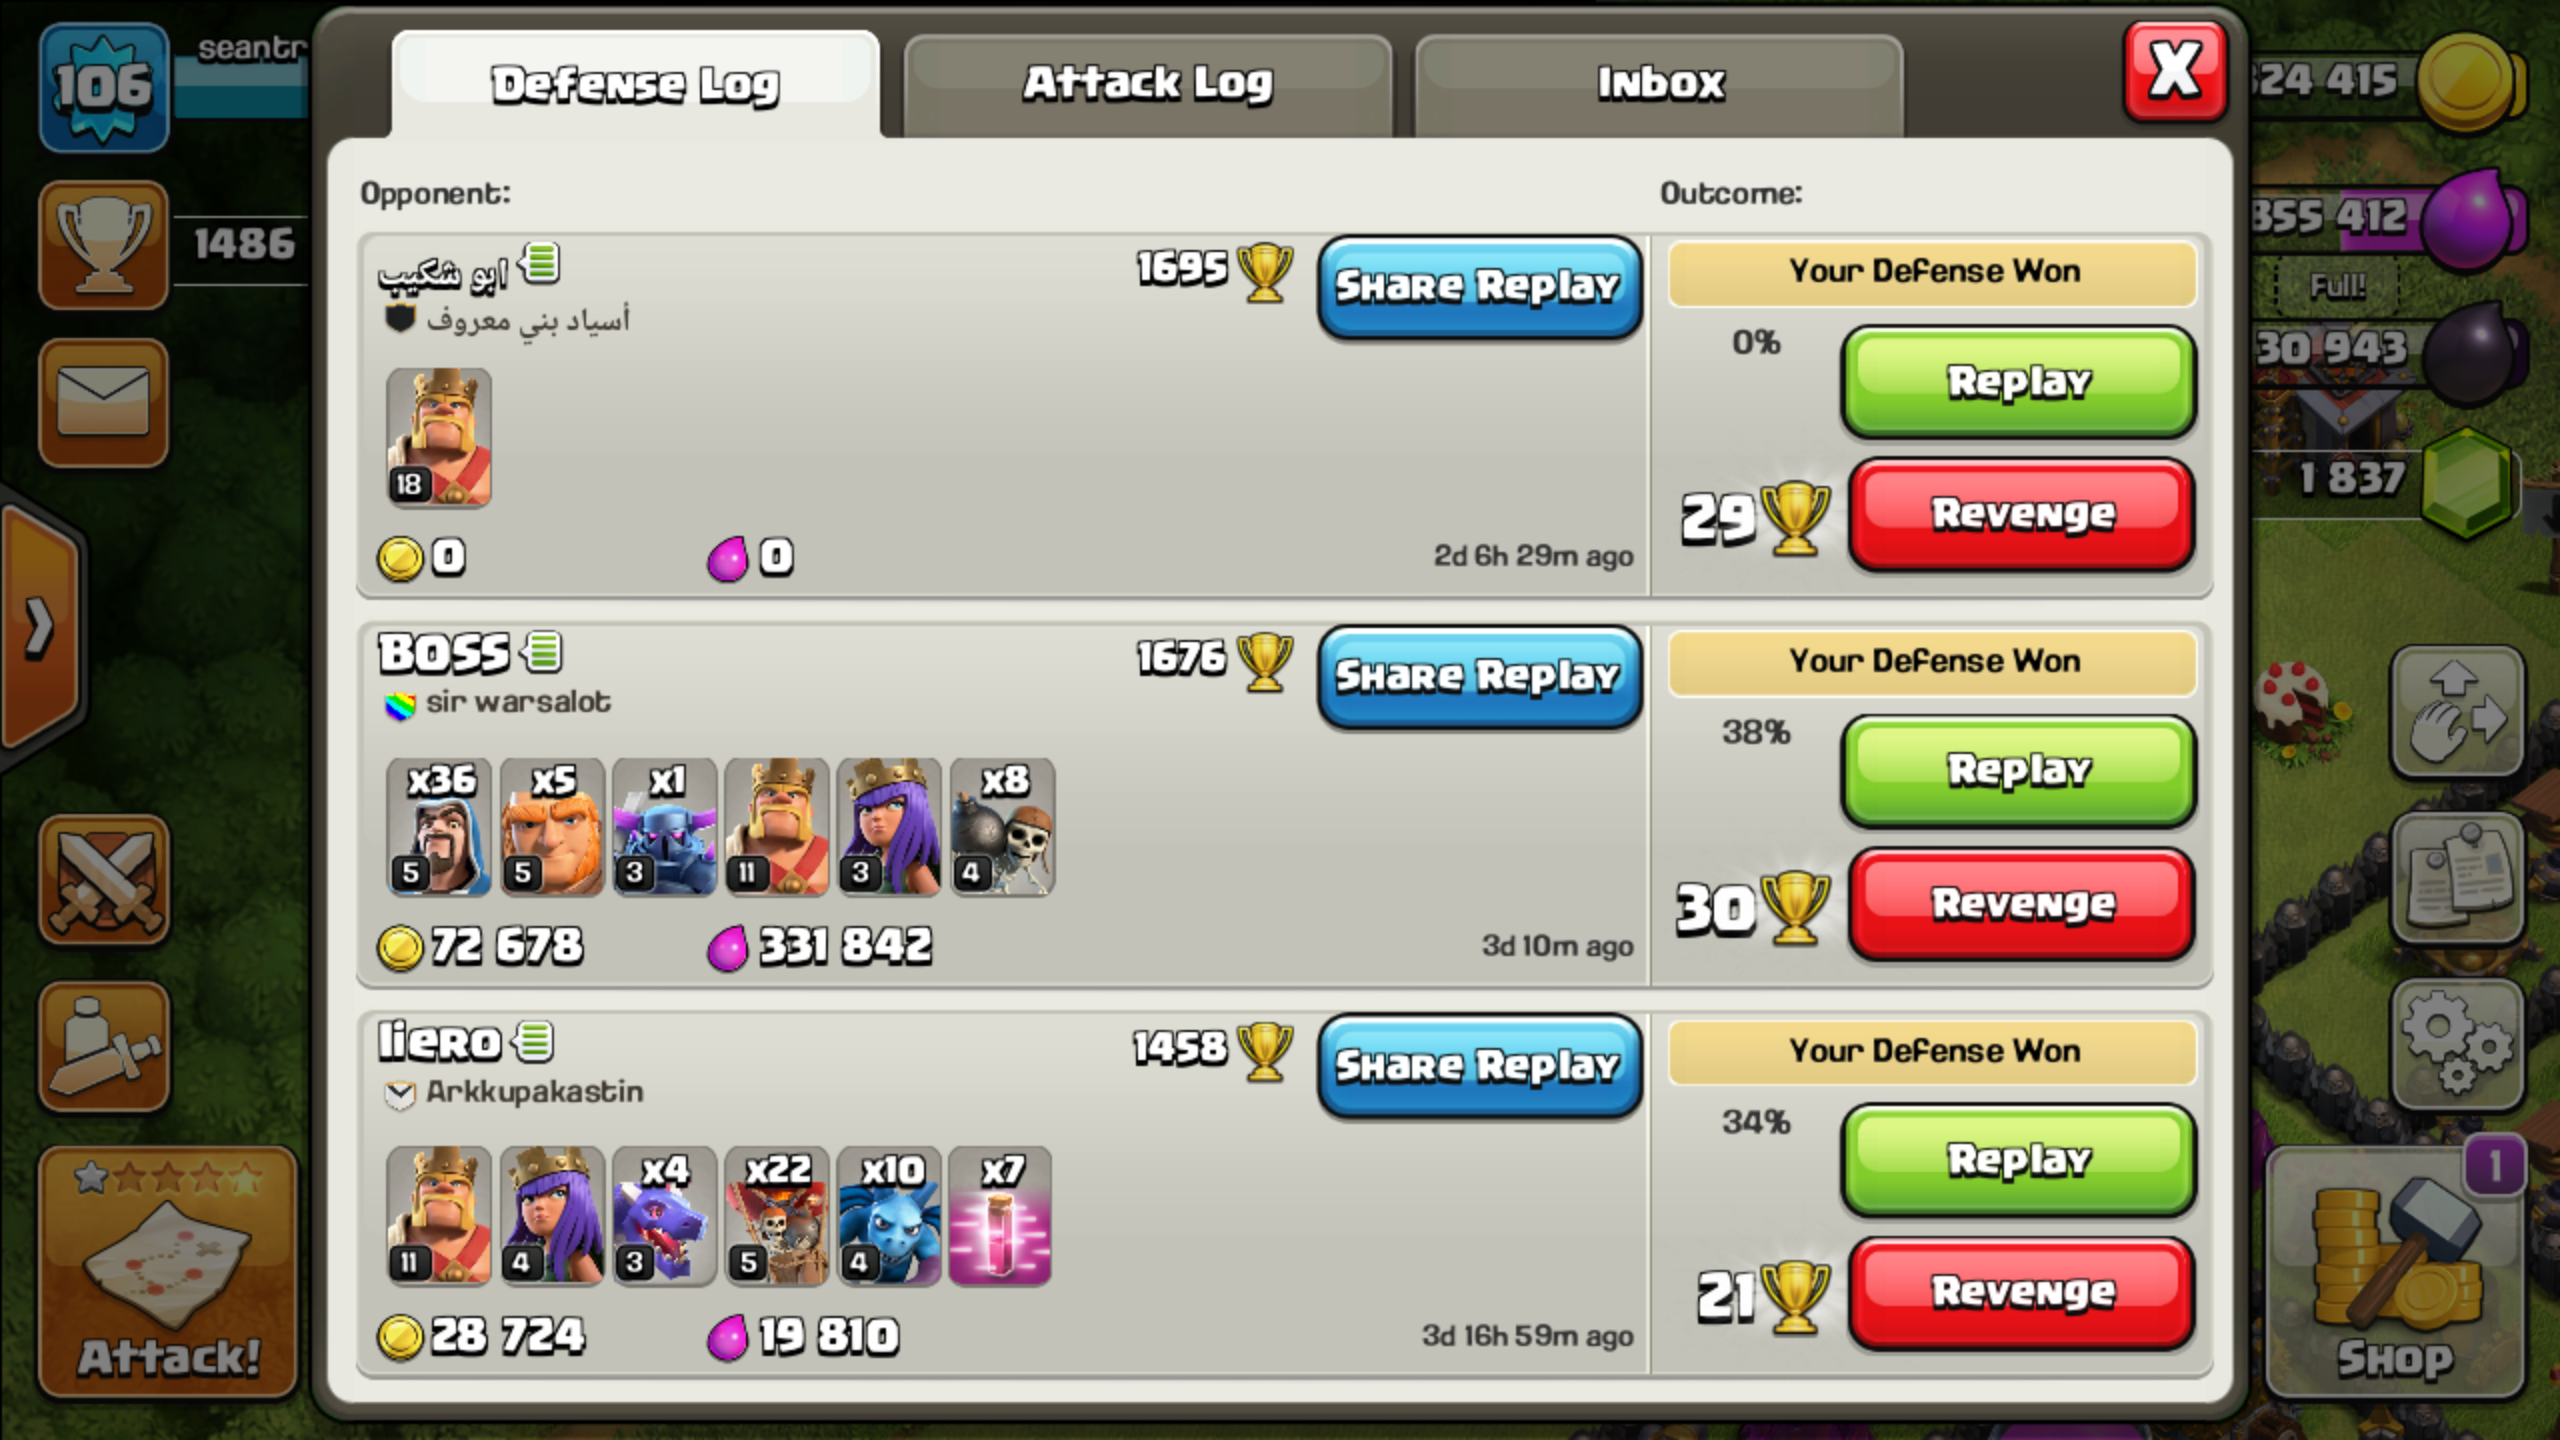 106
seantr
1486
Defense Log
Attack Log
Inbox
X
24 415
355 412
Full!
30 943
1 837
Opponent:
Outcome:
ابو شكيب
1695
Share Replay
Your Defense Won
أسياد بني معروف
0%
Replay
18
29
Revenge
0
0
2d 6h 29m ago
BOSS
1676
Share Replay
Your Defense Won
sir warsalot
38%
Replay
x36
x5
x1
x8
5
5
3
11
3
4
30
Revenge
72 678
331 842
3d 10m ago
liero
1458
Share Replay
Your Defense Won
Arkkupakastin
34%
Replay
x4
x22
x10
x7
11
4
3
5
4
21
Revenge
28 724
19 810
3d 16h 59m ago
Attack!
1
Shop